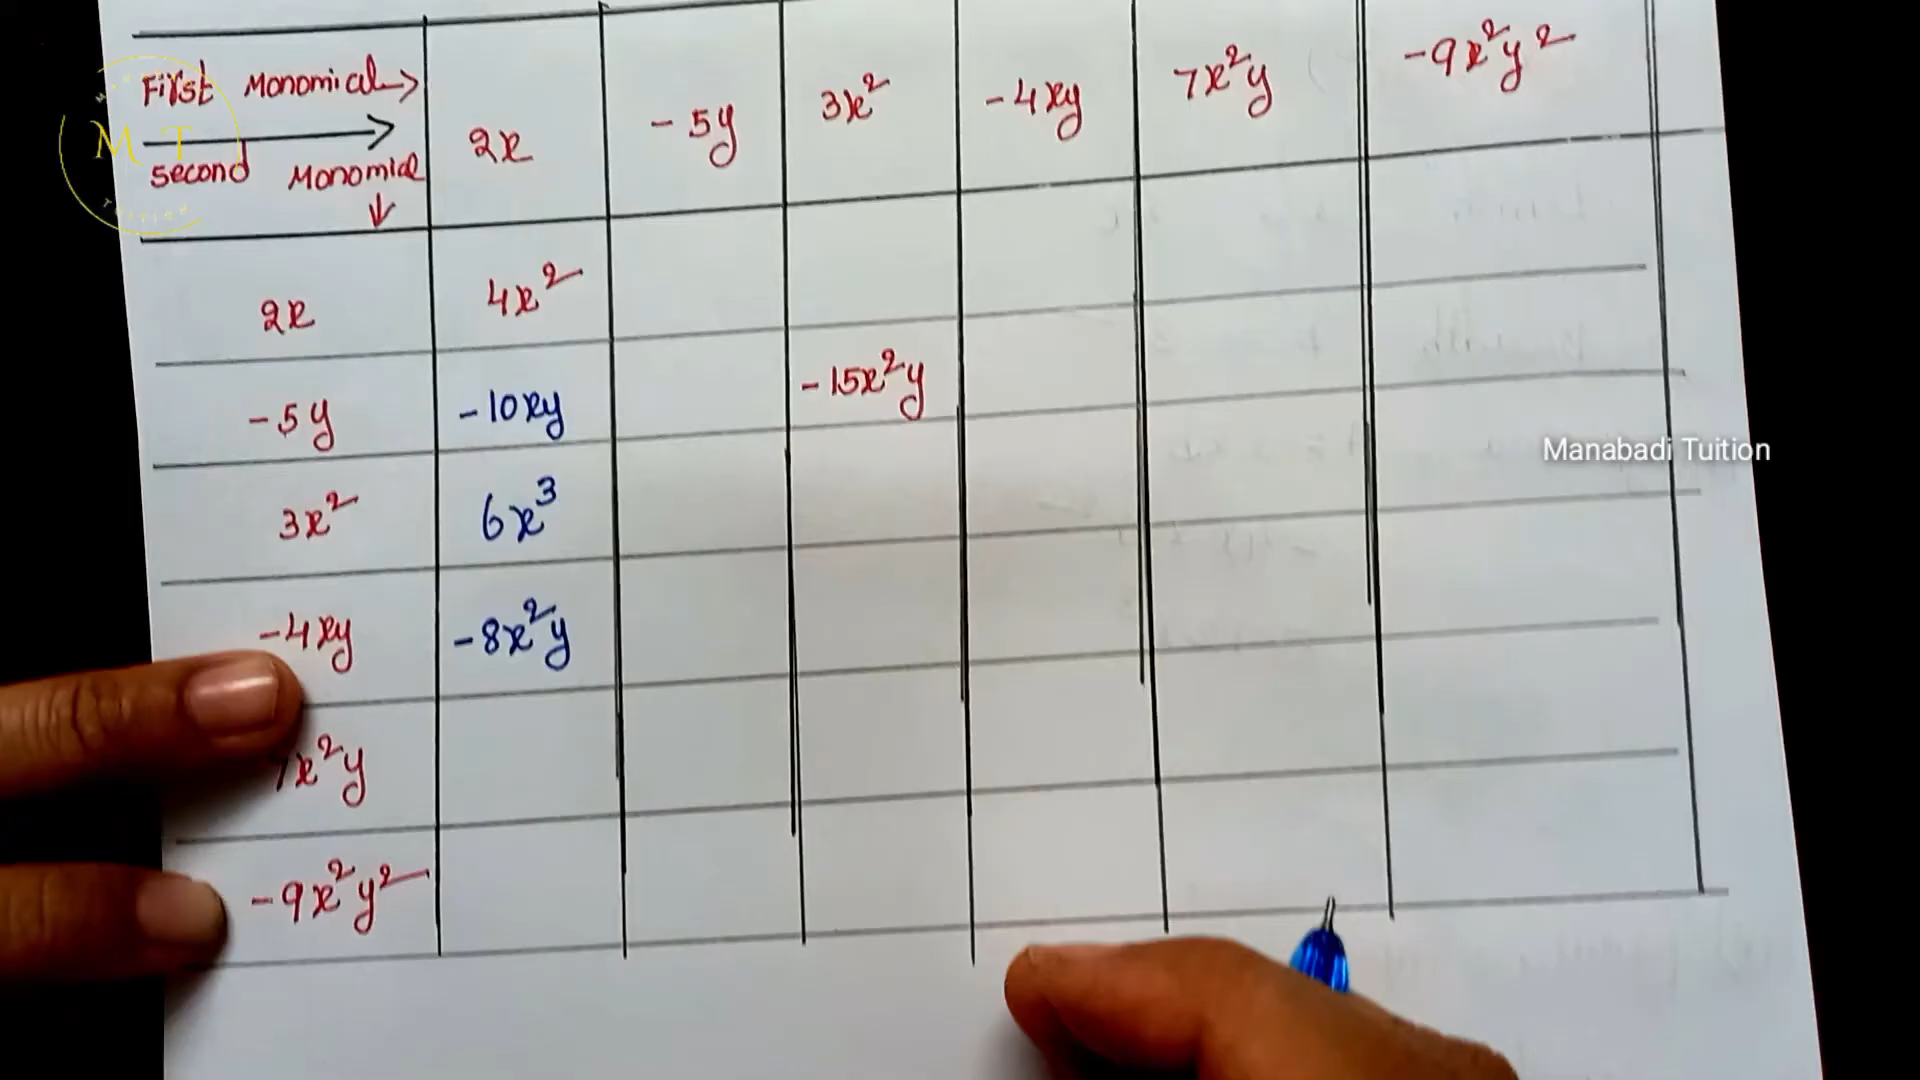 First Monomial → 2x -5y 3x² -4xy 7x²y -9x²y²
second Monomial ↓
2x 4x²
-5y -10xy -15x²y
3x² 6x³
-4xy -8x²y
7x²y
-9x²y²
M T
TUITION
Manabadi Tuition